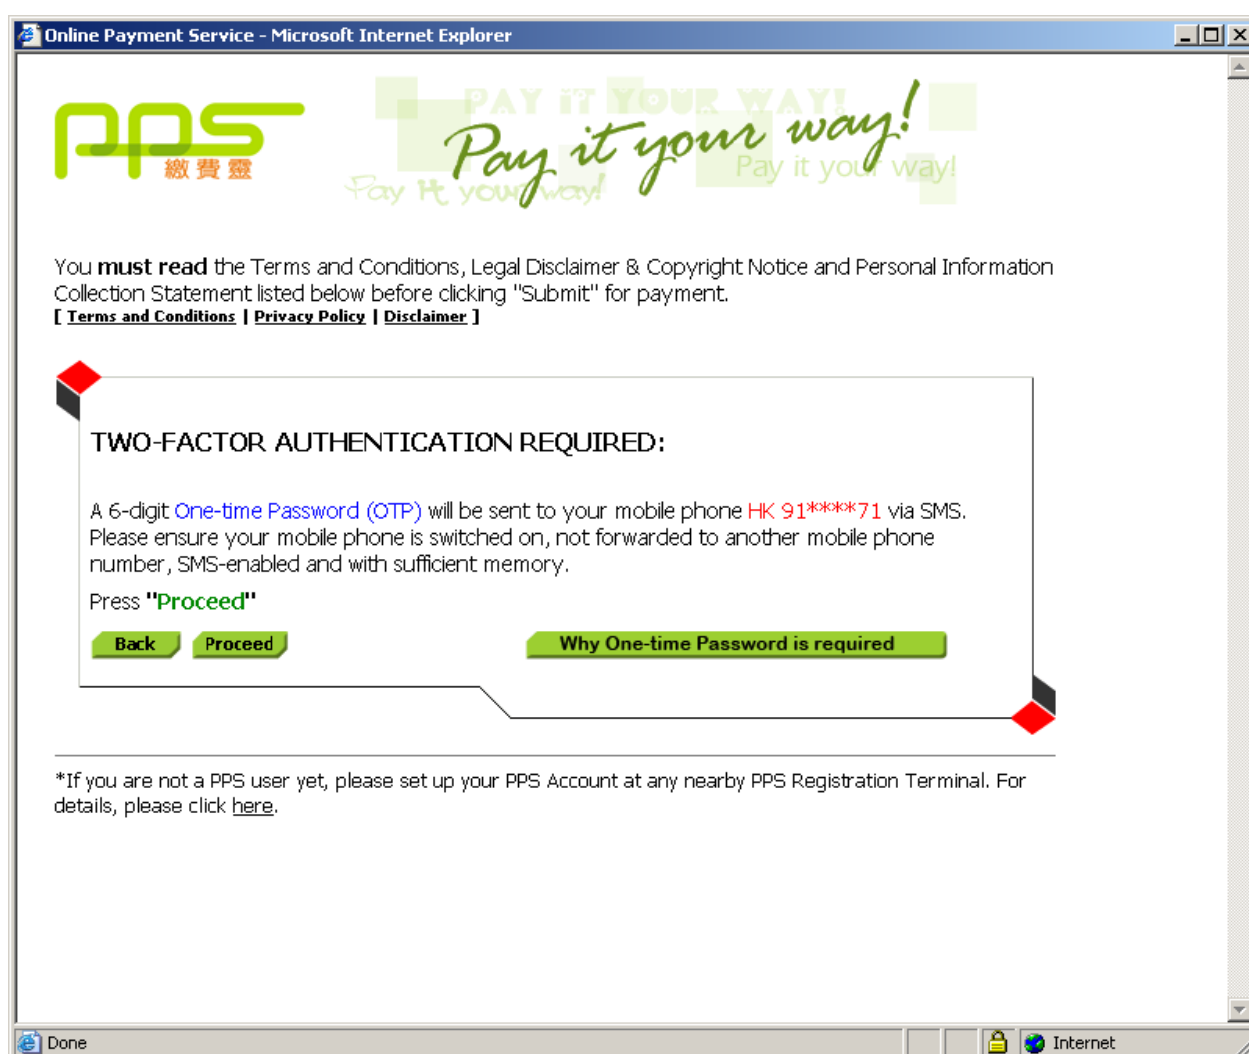 Online Payment Service - Microsoft Internet Explorer
pps
繳費靈
PAY iT YOUR WAY!
Pay it your way!
Pay it your way!
Pay It your way!
You must read the Terms and Conditions, Legal Disclaimer & Copyright Notice and Personal Information
Collection Statement listed below before clicking "Submit" for payment.
[ Terms and Conditions | Privacy Policy | Disclaimer ]
TWO-FACTOR AUTHENTICATION REQUIRED:
A 6-digit One-time Password (OTP) will be sent to your mobile phone HK 91****71 via SMS.
Please ensure your mobile phone is switched on, not forwarded to another mobile phone
number, SMS-enabled and with sufficient memory.
Press "Proceed"
Back Proceed Why One-time Password is required
*If you are not a PPS user yet, please set up your PPS Account at any nearby PPS Registration Terminal. For
details, please click here.
Done Internet